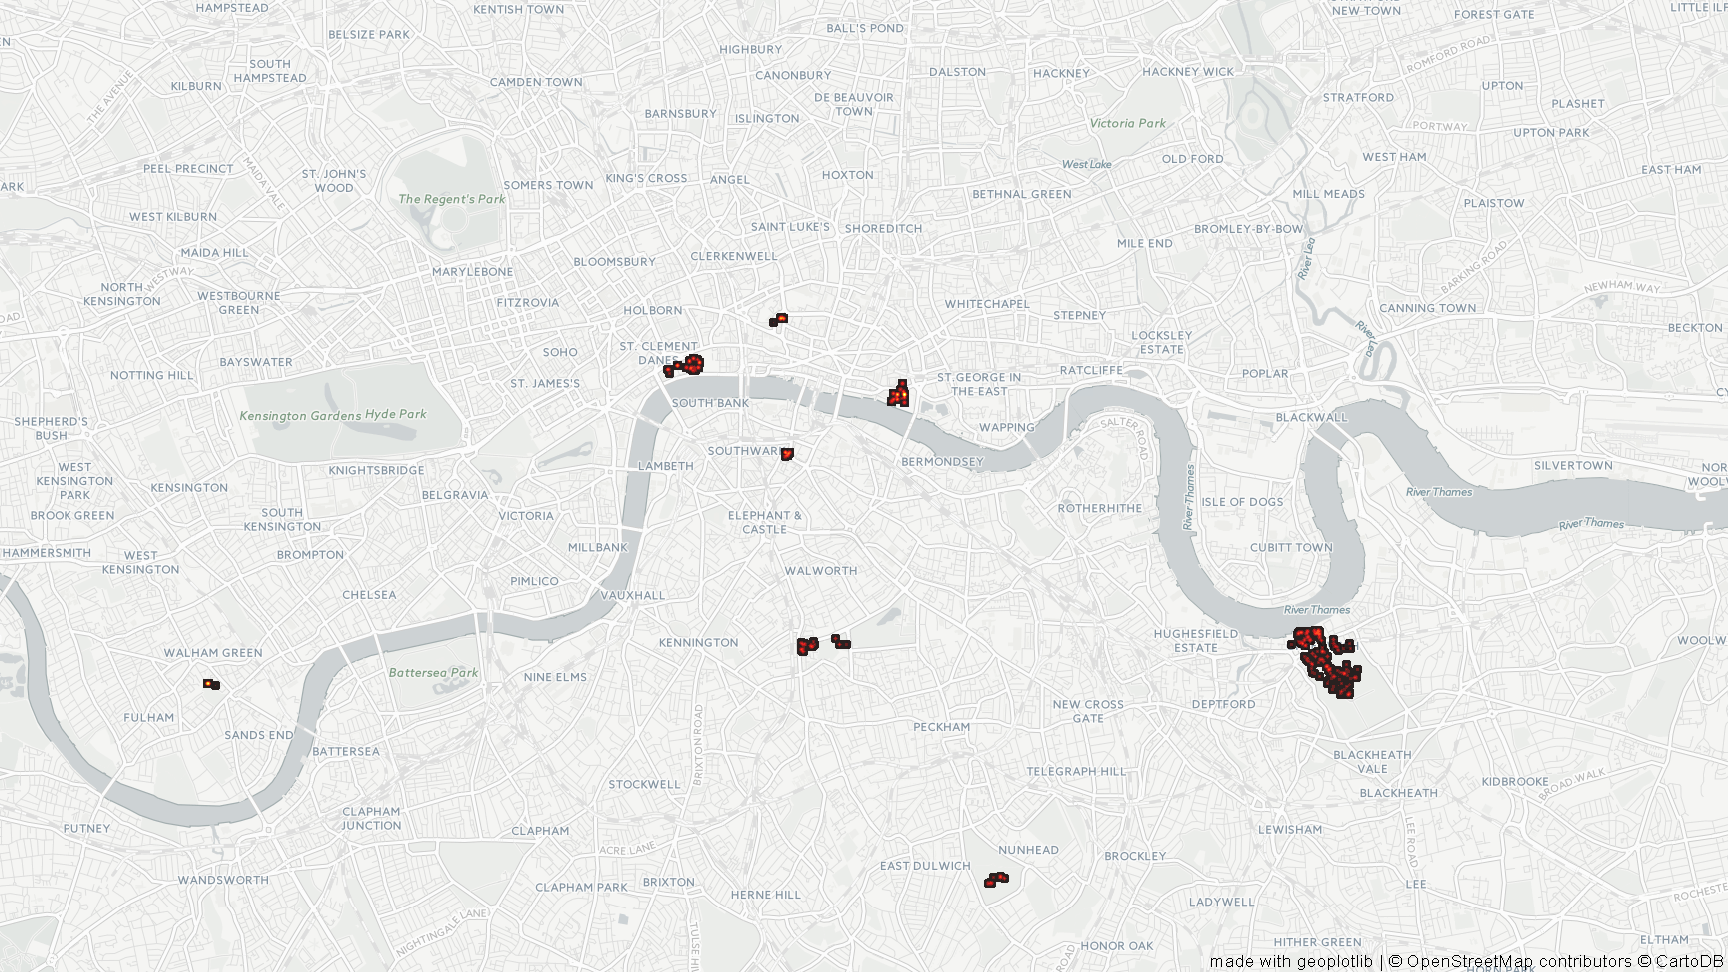 HAMPSTEAD
KENTISH TOWN
STRATFORD
NEW TOWN
LITTLE ILF
FOREST GATE
BELSIZE PARK
BALL'S POND
HIGHBURY
ROMFORD ROAD
SOUTH
HAMPSTEAD
KILBURN
THE AVENUE
CAMDEN TOWN
CANONBURY
DALSTON
HACKNEY
HACKNEY WICK
UPTON
DE BEAUVOIR
TOWN
STRATFORD
PLASHET
BARNSBURY
ISLINGTON
Victoria Park
PORTWAY
UPTON PARK
PEEL PRECINCT
MAIDA VALE
ST. JOHN'S
WOOD
SOMERS TOWN
KING'S CROSS
ANGEL
HOXTON
West Lake
OLD FORD
WEST HAM
EAST HAM
ARK
The Regent's Park
BETHNAL GREEN
MILL MEADS
PLAISTOW
WEST KILBURN
SAINT LUKE'S
SHOREDITCH
BROMLEY-BY-BOW
MILE END
MAIDA HILL
BLOOMSBURY
CLERKENWELL
River Lea
BARKING ROAD
MARYLEBONE
WESTWAY
NORTH
KENSINGTON
WESTBOURNE
GREEN
FITZROVIA
HOLBORN
WHITECHAPEL
STEPNEY
CANNING TOWN
NEWHAM WAY
ROAD
BECKTON
LOCKSLEY
ESTATE
River Lea
ST. CLEMENT
DANES
SOHO
BAYSWATER
NOTTING HILL
ST. JAMES'S
ST.GEORGE IN
THE EAST
RATCLIFFE
POPLAR
CY
Kensington Gardens
Hyde Park
SOUTH BANK
BLACKWALL
SHEPHERD'S
BUSH
WAPPING
SALTER ROAD
SOUTHWARK
BERMONDSEY
LAMBETH
KNIGHTSBRIDGE
WEST
KENSINGTON
PARK
SILVERTOWN
NOR
WOOLW
KENSINGTON
BELGRAVIA
River Thames
River Thames
ISLE OF DOGS
BROOK GREEN
SOUTH
KENSINGTON
VICTORIA
ELEPHANT &
CASTLE
ROTHERHITHE
River Thames
HAMMERSMITH
WEST
KENSINGTON
BROMPTON
MILLBANK
CUBITT TOWN
WALWORTH
PIMLICO
CHELSEA
VAUXHALL
River Thames
HUGHESFIELD
ESTATE
KENNINGTON
WOOLW
WALHAM GREEN
Battersea Park
NINE ELMS
FULHAM
NEW CROSS
GATE
DEPTFORD
SANDS END
PECKHAM
BATTERSEA
BRIXTON ROAD
BLACKHEATH
VALE
STOCKWELL
TELEGRAPH HILL
KIDBROOKE
BROAD WALK
BLACKHEATH
CLAPHAM
JUNCTION
PUTNEY
CLAPHAM
LEWISHAM
LEE ROAD
ACRE LANE
NUNHEAD
BROCKLEY
EAST DULWICH
WANDSWORTH
CLAPHAM PARK
BRIXTON
HERNE HILL
LEE
ROCHESTER
LADYWELL
NIGHTINGALE LANE
TULSE HILL
HONOR OAK
ROAD
HITHER GREEN
ELTHAM
HORN PARK
made with geoplotlib | © OpenStreetMap contributors © CartoDB